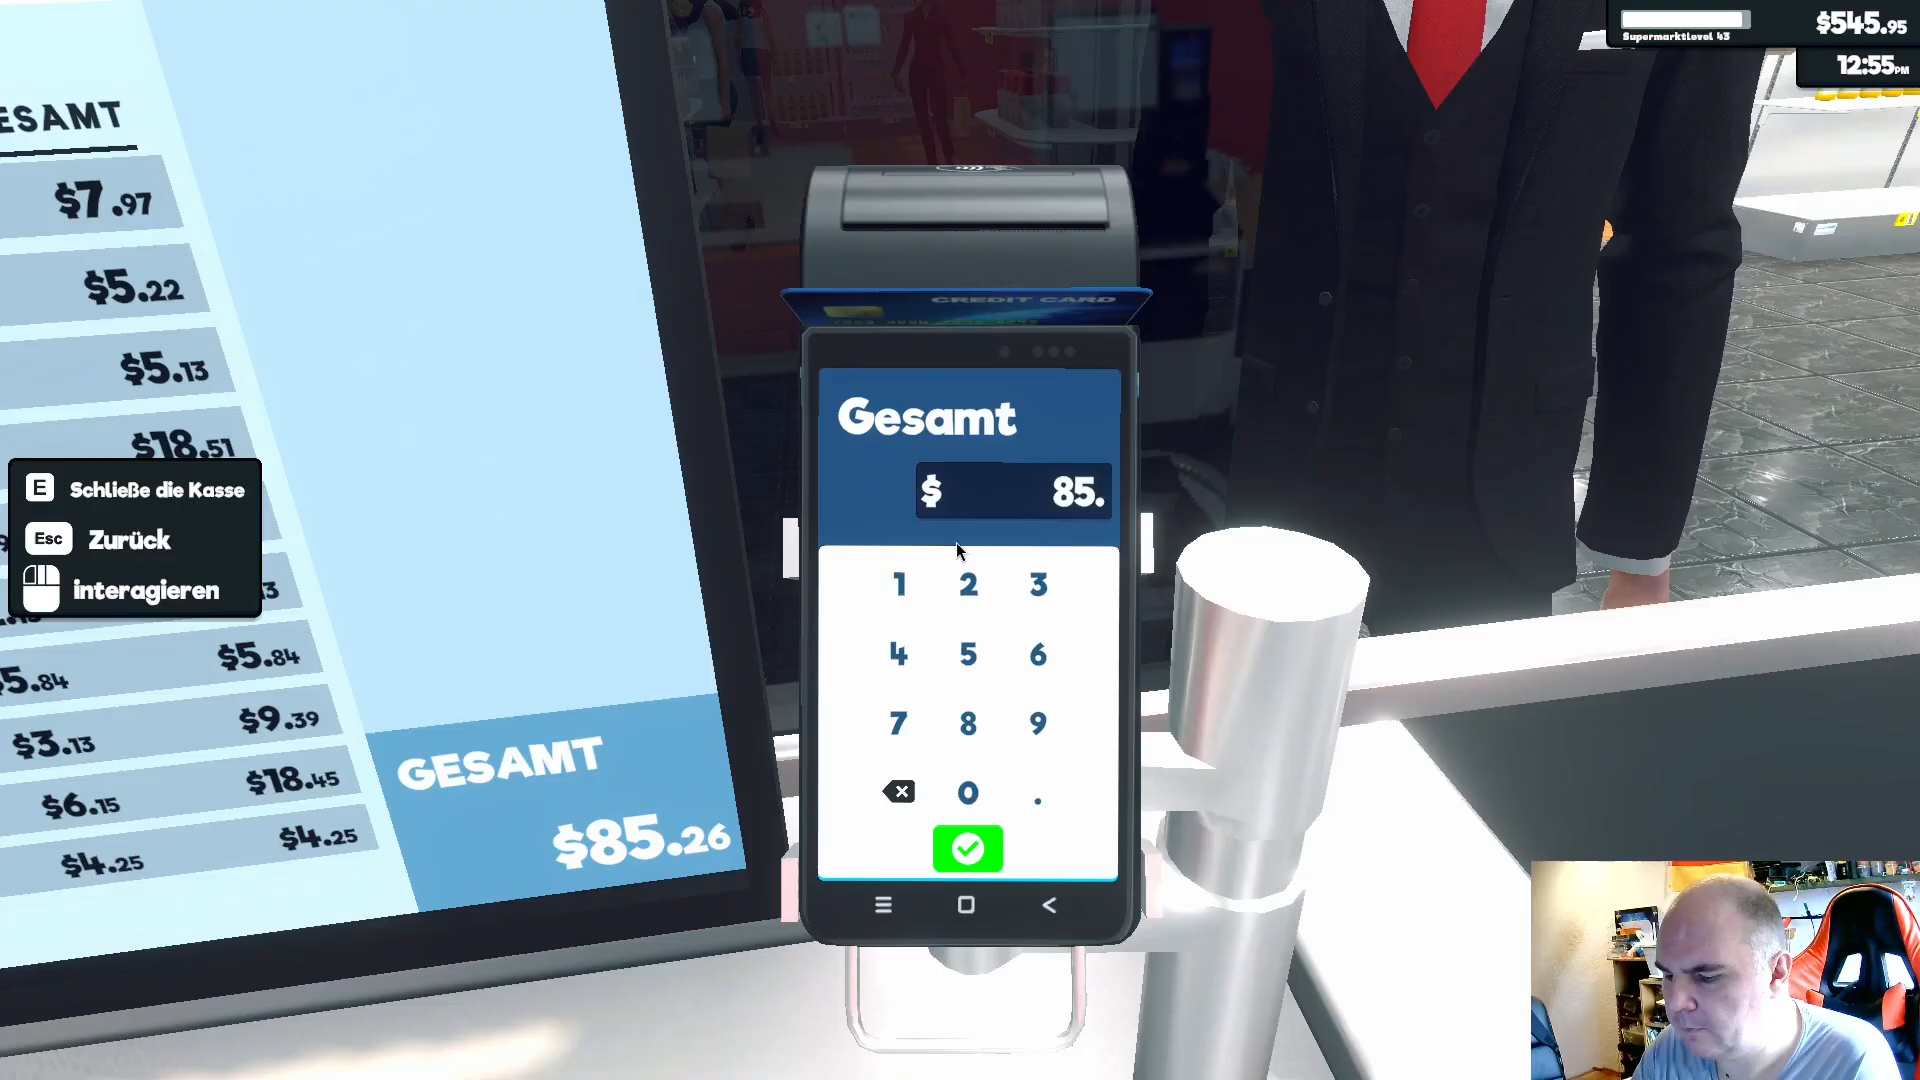 ESAMT
$7.97
$5.22
$5.13
$18.51
E Schließe die Kasse
Esc Zurück
interagieren
$5.84 $5.84
$3.13 $9.39
$6.15 $18.45
$4.25 $4.25
GESAMT
$85.26
CREDIT CARD
Gesamt
$ 85.
1 2 3
4 5 6
7 8 9
0 .
$545.95
Supermarktlevel 43
12:55PM